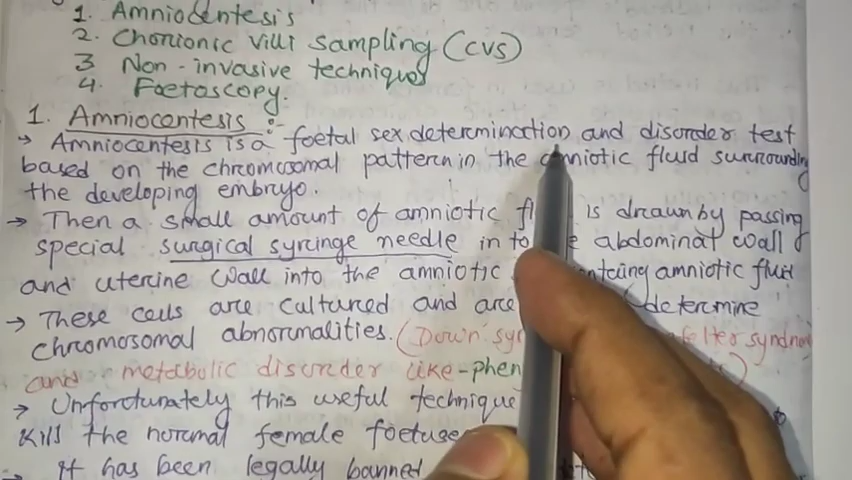 1. Amniocentesis
2. Chorionic villi sampling (CVS)
3 Non-invasive techniques
4. Foetoscopy.
1. Amniocentesis :-
→ Amniocentesis is a foetal sex determination and disorder test
based on the chromosomal pattern in the amniotic fluid surrounding
the developing embryo.
→ Then a small amount of amniotic is drawn by passing
special surgical syringe needle in to abdominal wall
and uterine wall into the amniotic amniotic fluid
→ These cells are cultured and are determine
chromosomal abnormalities. (Down syndrome)
and metabolic disorder like-
→ Unfortunately this useful technique
kill the normal female
→ It has been legally banned